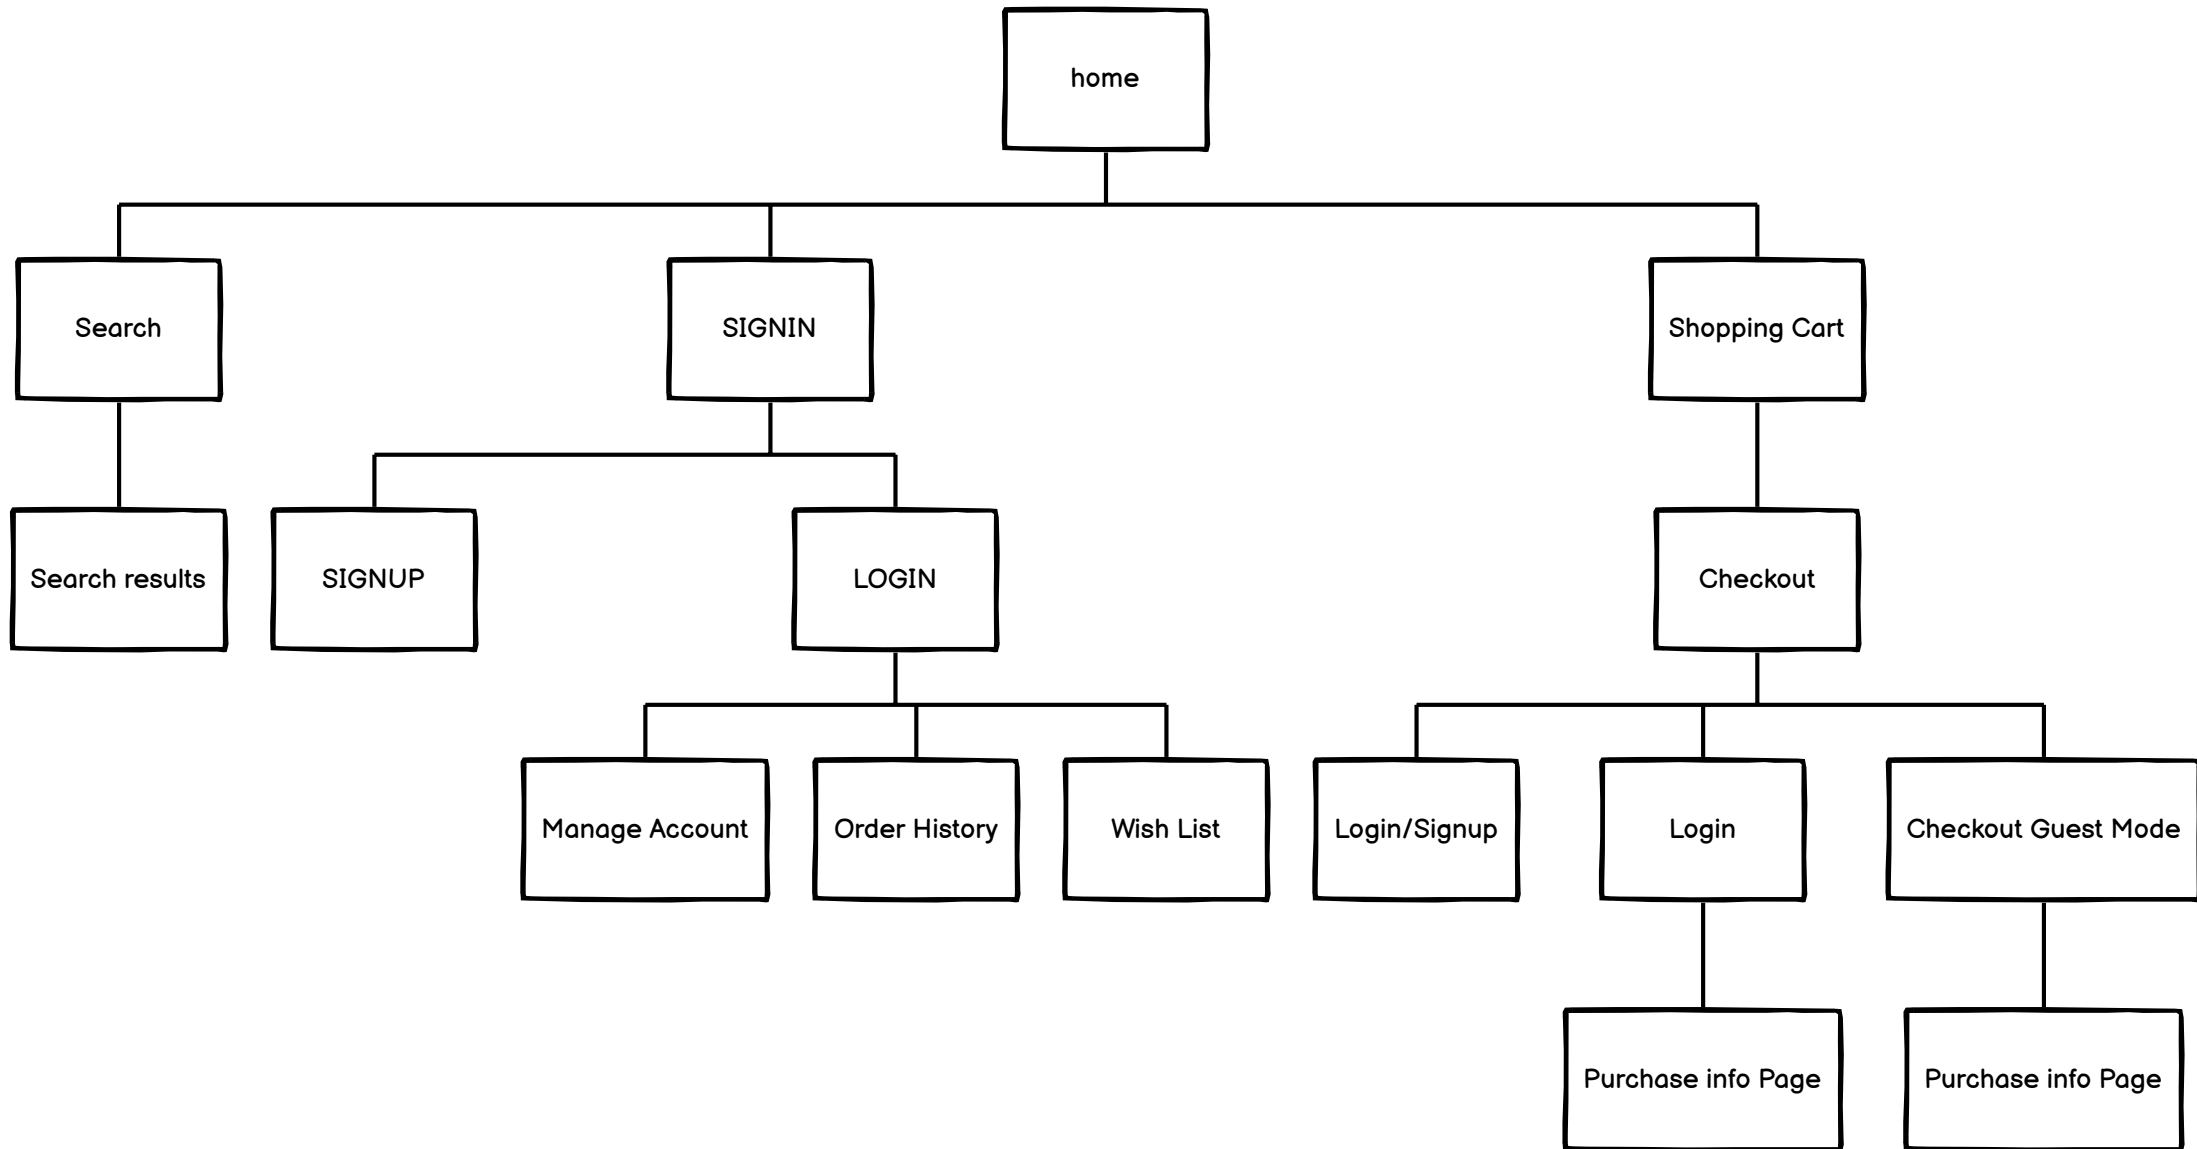 home
Search
SIGNIN
Shopping Cart
Search results
SIGNUP
LOGIN
Checkout
Manage Account
Order History
Wish List
Login/Signup
Login
Checkout Guest Mode
Purchase info Page
Purchase info Page